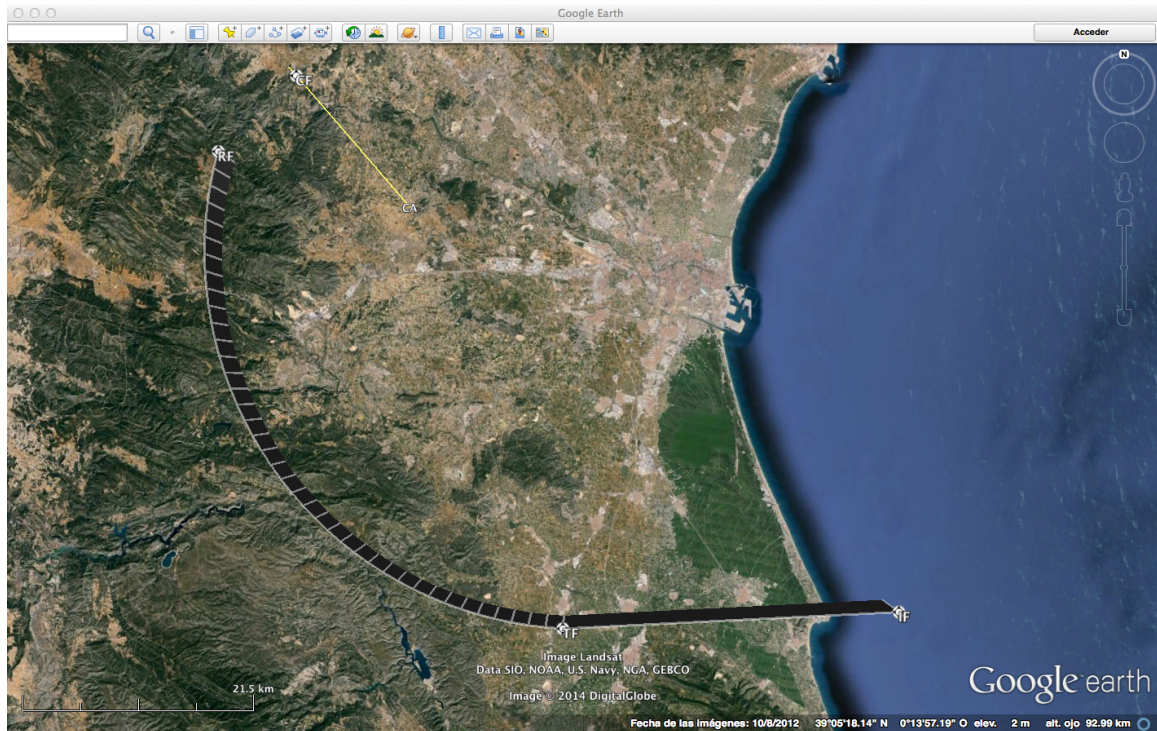 Google Earth
Acceder
N
CF
RF
CA
IF
TF
Image Landsat
Data SIO, NOAA, U.S. Navy, NGA, GEBCO
21.5 km
Image © 2014 DigitalGlobe
Google earth
Fecha de las imágenes: 10/8/2012 39°05'18.14" N 0°13'57.19" O elev. 2 m alt. ojo 92.99 km